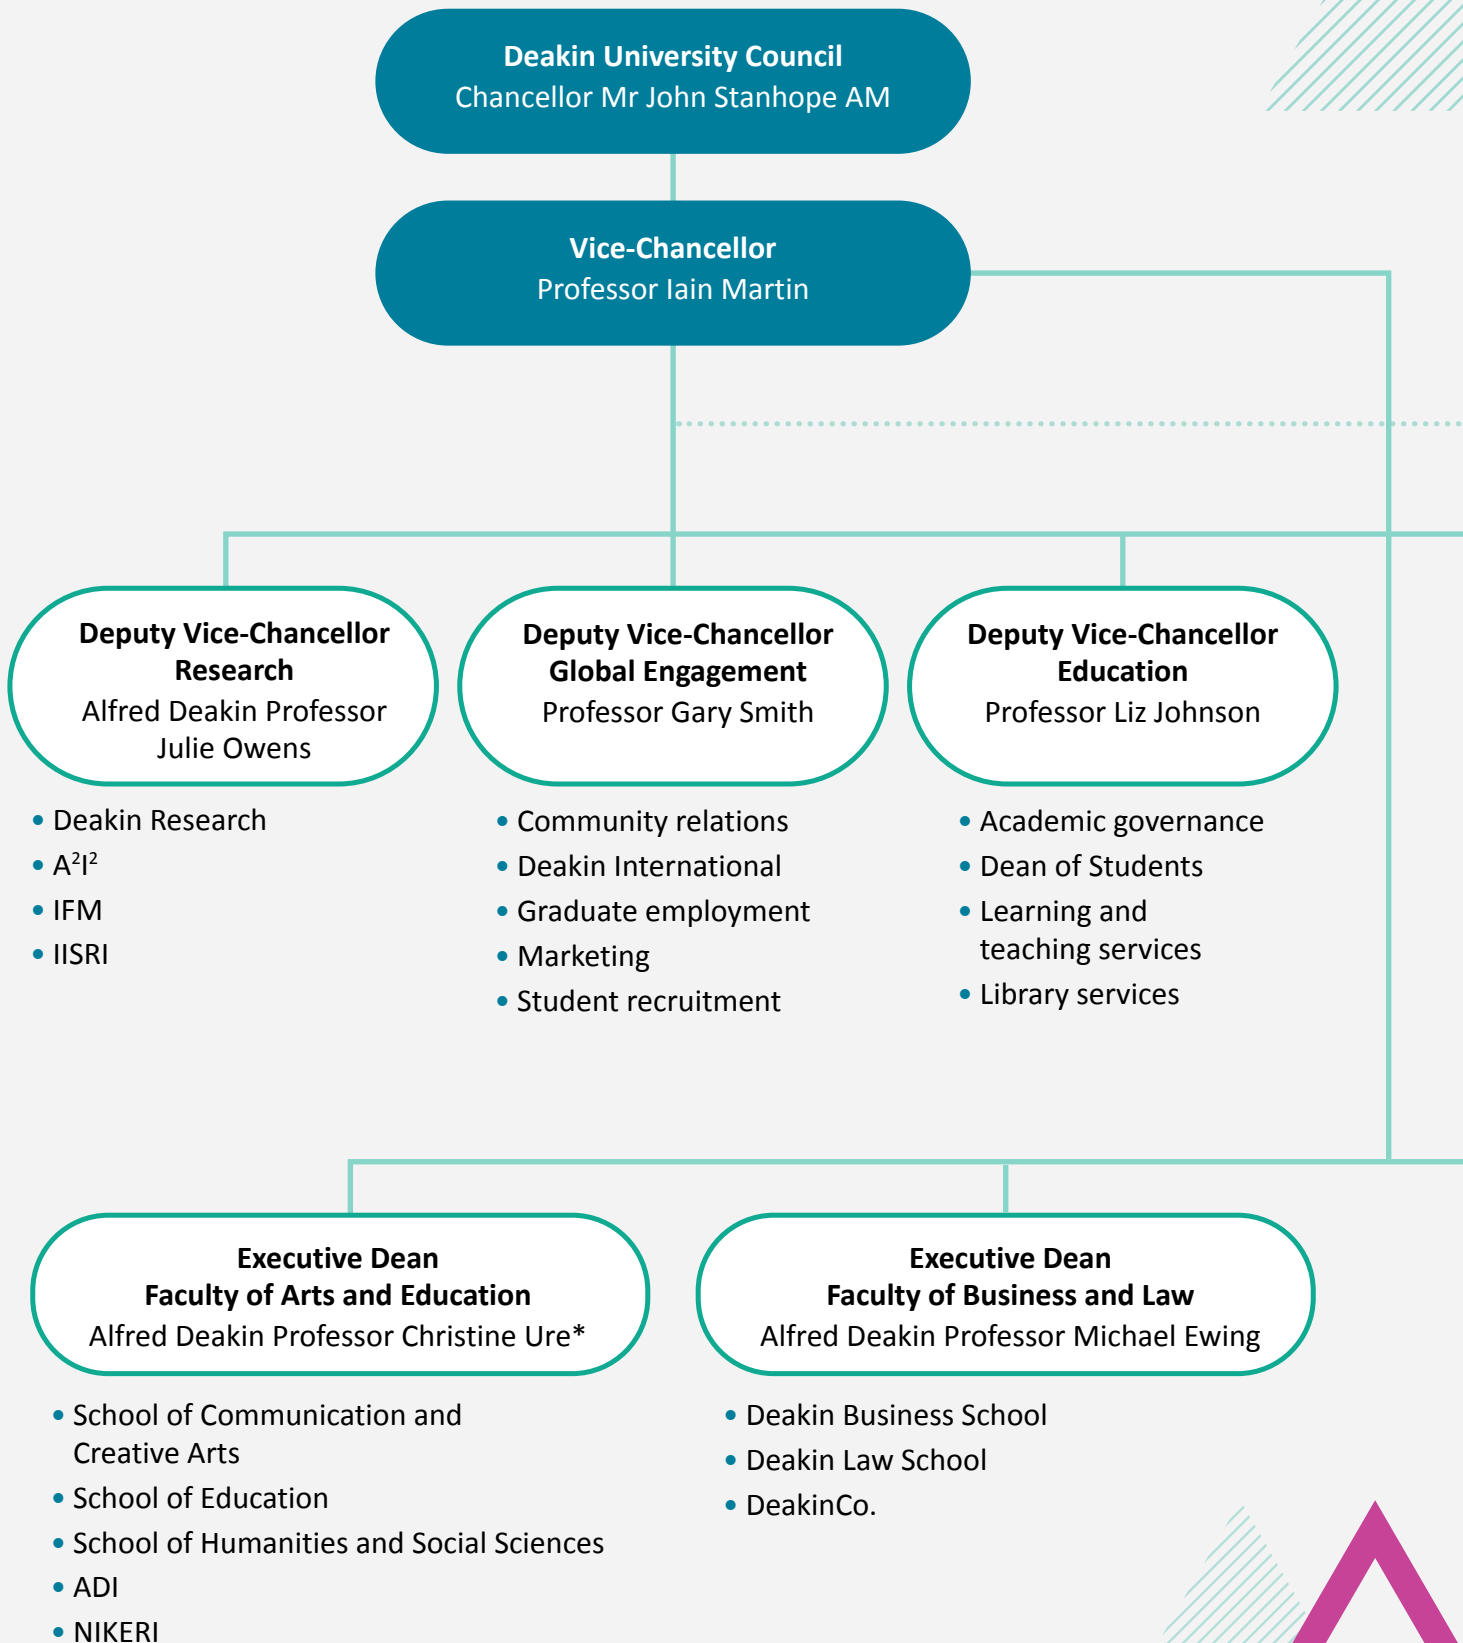 Deakin University Council
Chancellor Mr John Stanhope AM
Vice-Chancellor
Professor Iain Martin
Deputy Vice-Chancellor
Research
Alfred Deakin Professor
Julie Owens
• Deakin Research
• A²I²
• IFM
• IISRI
Deputy Vice-Chancellor
Global Engagement
Professor Gary Smith
• Community relations
• Deakin International
• Graduate employment
• Marketing
• Student recruitment
Deputy Vice-Chancellor
Education
Professor Liz Johnson
• Academic governance
• Dean of Students
• Learning and
teaching services
• Library services
Executive Dean
Faculty of Arts and Education
Alfred Deakin Professor Christine Ure*
• School of Communication and
Creative Arts
• School of Education
• School of Humanities and Social Sciences
• ADI
• NIKERI
Executive Dean
Faculty of Business and Law
Alfred Deakin Professor Michael Ewing
• Deakin Business School
• Deakin Law School
• DeakinCo.